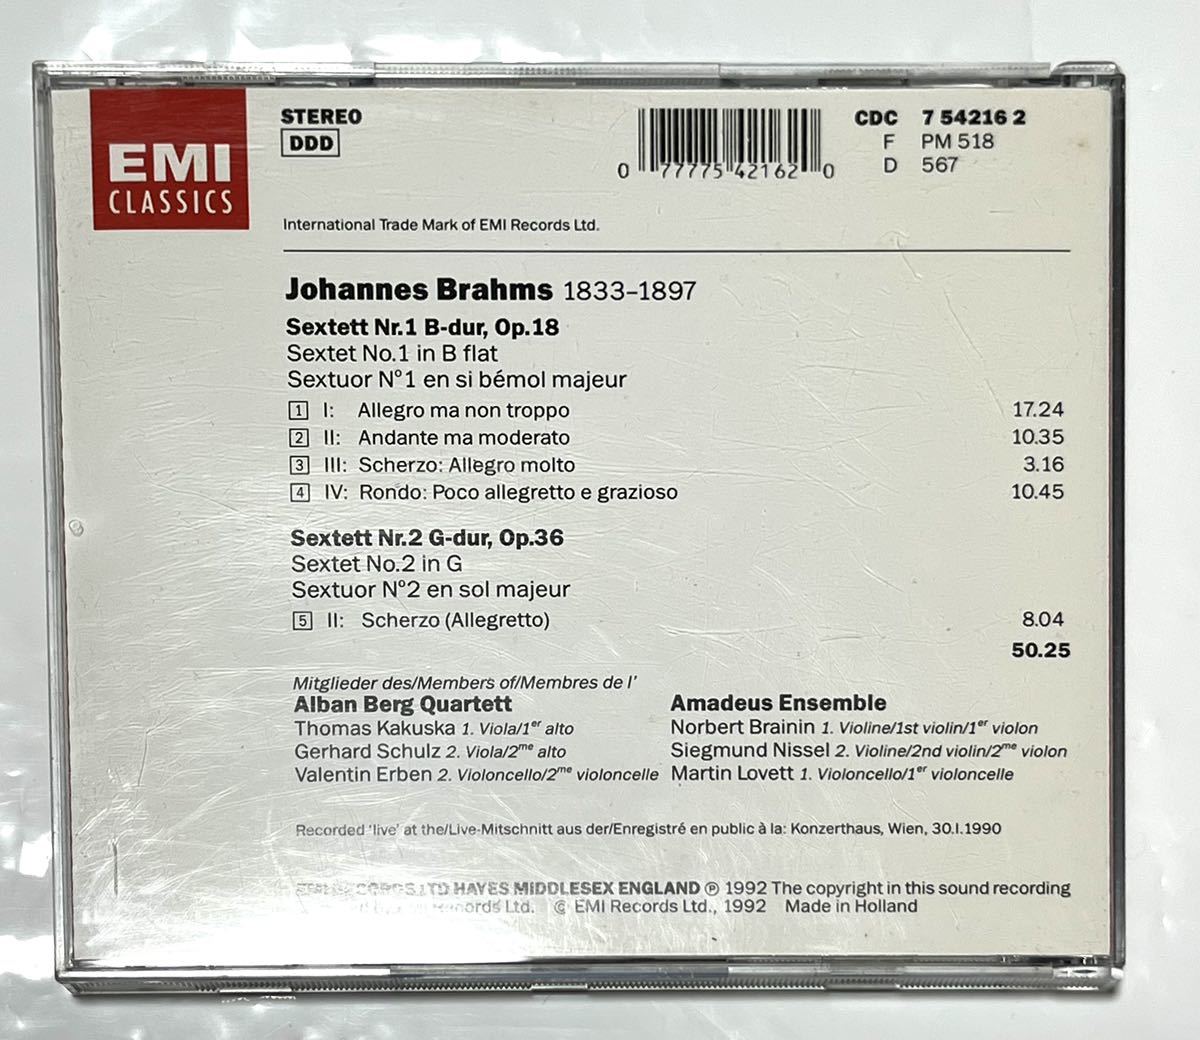 EMI
CLASSICS
STEREO
DDD
0 77775 42162 0
CDC 7 54216 2
F PM 518
D 567
International Trade Mark of EMI Records Ltd.
Johannes Brahms 1833–1897
Sextett Nr.1 B-dur, Op.18
Sextet No.1 in B flat
Sextuor N°1 en si bémol majeur
1 I: Allegro ma non troppo 17.24
2 II: Andante ma moderato 10.35
3 III: Scherzo: Allegro molto 3.16
4 IV: Rondo: Poco allegretto e grazioso 10.45
Sextett Nr.2 G-dur, Op.36
Sextet No.2 in G
Sextuor N°2 en sol majeur
5 II: Scherzo (Allegretto) 8.04
50.25
Mitglieder des/Members of/Membres de l'
Alban Berg Quartett
Thomas Kakuska 1. Viola/1er alto
Gerhard Schulz 2. Viola/2me alto
Valentin Erben 2. Violoncello/2me violoncelle
Amadeus Ensemble
Norbert Brainin 1. Violine/1st violin/1er violon
Siegmund Nissel 2. Violine/2nd violin/2me violon
Martin Lovett 1. Violoncello/1er violoncelle
Recorded 'live' at the/Live-Mitschnitt aus der/Enregistré en public à la: Konzerthaus, Wien, 30.I.1990
EMI RECORDS LTD HAYES MIDDLESEX ENGLAND ℗ 1992 The copyright in this sound recording
Records Ltd. © EMI Records Ltd., 1992 Made in Holland